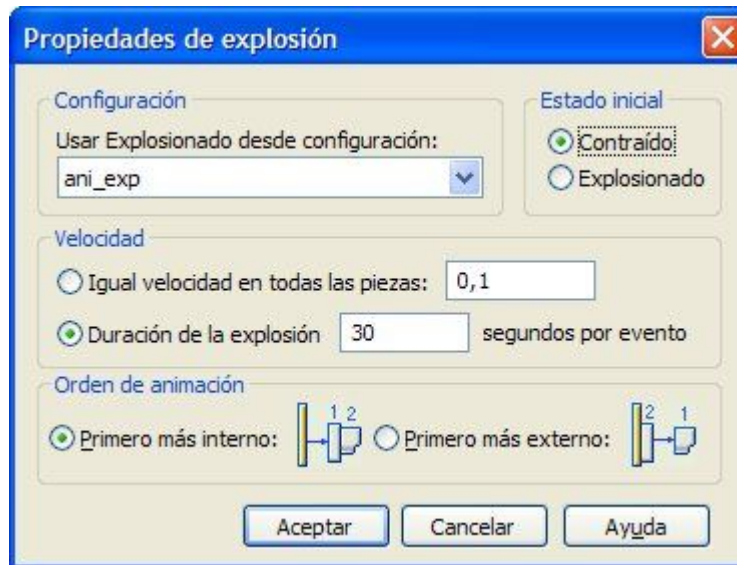 Propiedades de explosión
Configuración
Usar Explosionado desde configuración:
ani_exp
Estado inicial
Contraído
Explosionado
Velocidad
Igual velocidad en todas las piezas: 0,1
Duración de la explosión 30 segundos por evento
Orden de animación
Primero más interno: 1 2 Primero más externo: 2 1
Aceptar Cancelar Ayuda